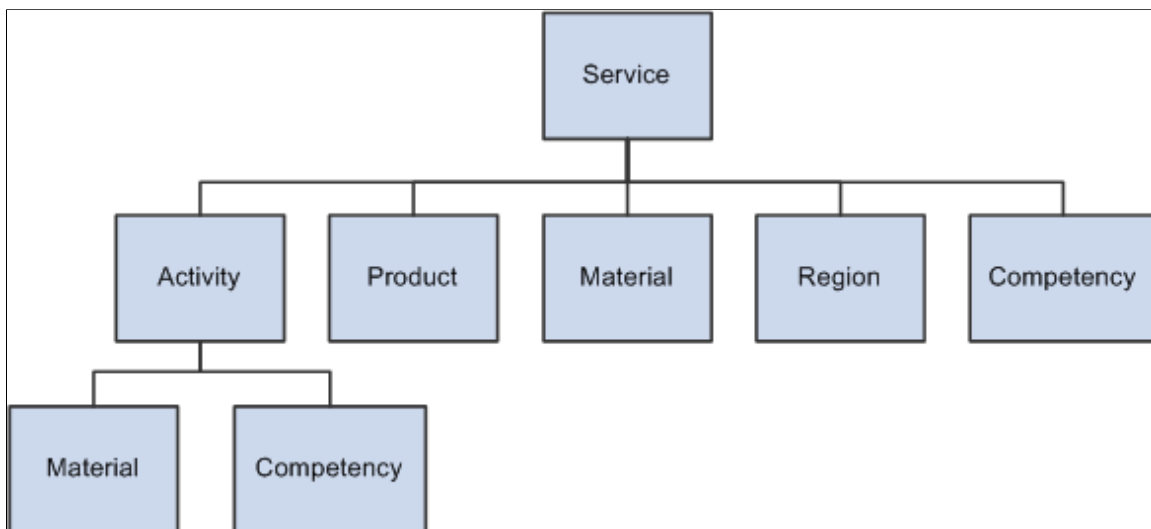 Service
Activity
Product
Material
Region
Competency
Material
Competency